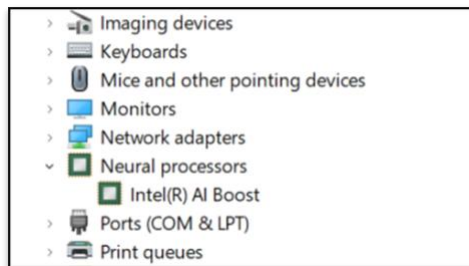 Imaging devices
Keyboards
Mice and other pointing devices
Monitors
Network adapters
Neural processors
Intel(R) AI Boost
Ports (COM & LPT)
Print queues